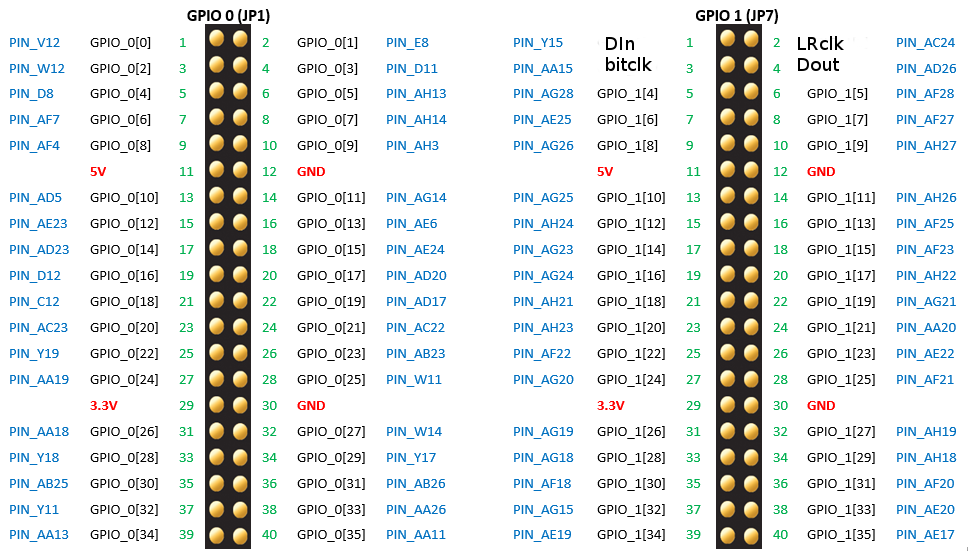 GPIO 0 (JP1) GPIO 1 (JP7)
PIN_V12 GPIO_0[0] 1 2 GPIO_0[1] PIN_E8 PIN_Y15 DIn 1 2 LRclk PIN_AC24
PIN_W12 GPIO_0[2] 3 4 GPIO_0[3] PIN_D11 PIN_AA15 bitclk 3 4 Dout PIN_AD26
PIN_D8 GPIO_0[4] 5 6 GPIO_0[5] PIN_AH13 PIN_AG28 GPIO_1[4] 5 6 GPIO_1[5] PIN_AF28
PIN_AF7 GPIO_0[6] 7 8 GPIO_0[7] PIN_AH14 PIN_AE25 GPIO_1[6] 7 8 GPIO_1[7] PIN_AF27
PIN_AF4 GPIO_0[8] 9 10 GPIO_0[9] PIN_AH3 PIN_AG26 GPIO_1[8] 9 10 GPIO_1[9] PIN_AH27
5V 11 12 GND 5V 11 12 GND
PIN_AD5 GPIO_0[10] 13 14 GPIO_0[11] PIN_AG14 PIN_AG25 GPIO_1[10] 13 14 GPIO_1[11] PIN_AH26
PIN_AE23 GPIO_0[12] 15 16 GPIO_0[13] PIN_AE6 PIN_AH24 GPIO_1[12] 15 16 GPIO_1[13] PIN_AF25
PIN_AD23 GPIO_0[14] 17 18 GPIO_0[15] PIN_AE24 PIN_AG23 GPIO_1[14] 17 18 GPIO_1[15] PIN_AF23
PIN_D12 GPIO_0[16] 19 20 GPIO_0[17] PIN_AD20 PIN_AG24 GPIO_1[16] 19 20 GPIO_1[17] PIN_AH22
PIN_C12 GPIO_0[18] 21 22 GPIO_0[19] PIN_AD17 PIN_AH21 GPIO_1[18] 21 22 GPIO_1[19] PIN_AG21
PIN_AC23 GPIO_0[20] 23 24 GPIO_0[21] PIN_AC22 PIN_AH23 GPIO_1[20] 23 24 GPIO_1[21] PIN_AA20
PIN_Y19 GPIO_0[22] 25 26 GPIO_0[23] PIN_AB23 PIN_AF22 GPIO_1[22] 25 26 GPIO_1[23] PIN_AE22
PIN_AA19 GPIO_0[24] 27 28 GPIO_0[25] PIN_W11 PIN_AG20 GPIO_1[24] 27 28 GPIO_1[25] PIN_AF21
3.3V 29 30 GND 3.3V 29 30 GND
PIN_AA18 GPIO_0[26] 31 32 GPIO_0[27] PIN_W14 PIN_AG19 GPIO_1[26] 31 32 GPIO_1[27] PIN_AH19
PIN_Y18 GPIO_0[28] 33 34 GPIO_0[29] PIN_Y17 PIN_AG18 GPIO_1[28] 33 34 GPIO_1[29] PIN_AH18
PIN_AB25 GPIO_0[30] 35 36 GPIO_0[31] PIN_AB26 PIN_AF18 GPIO_1[30] 35 36 GPIO_1[31] PIN_AF20
PIN_Y11 GPIO_0[32] 37 38 GPIO_0[33] PIN_AA26 PIN_AG15 GPIO_1[32] 37 38 GPIO_1[33] PIN_AE20
PIN_AA13 GPIO_0[34] 39 40 GPIO_0[35] PIN_AA11 PIN_AE19 GPIO_1[34] 39 40 GPIO_1[35] PIN_AE17